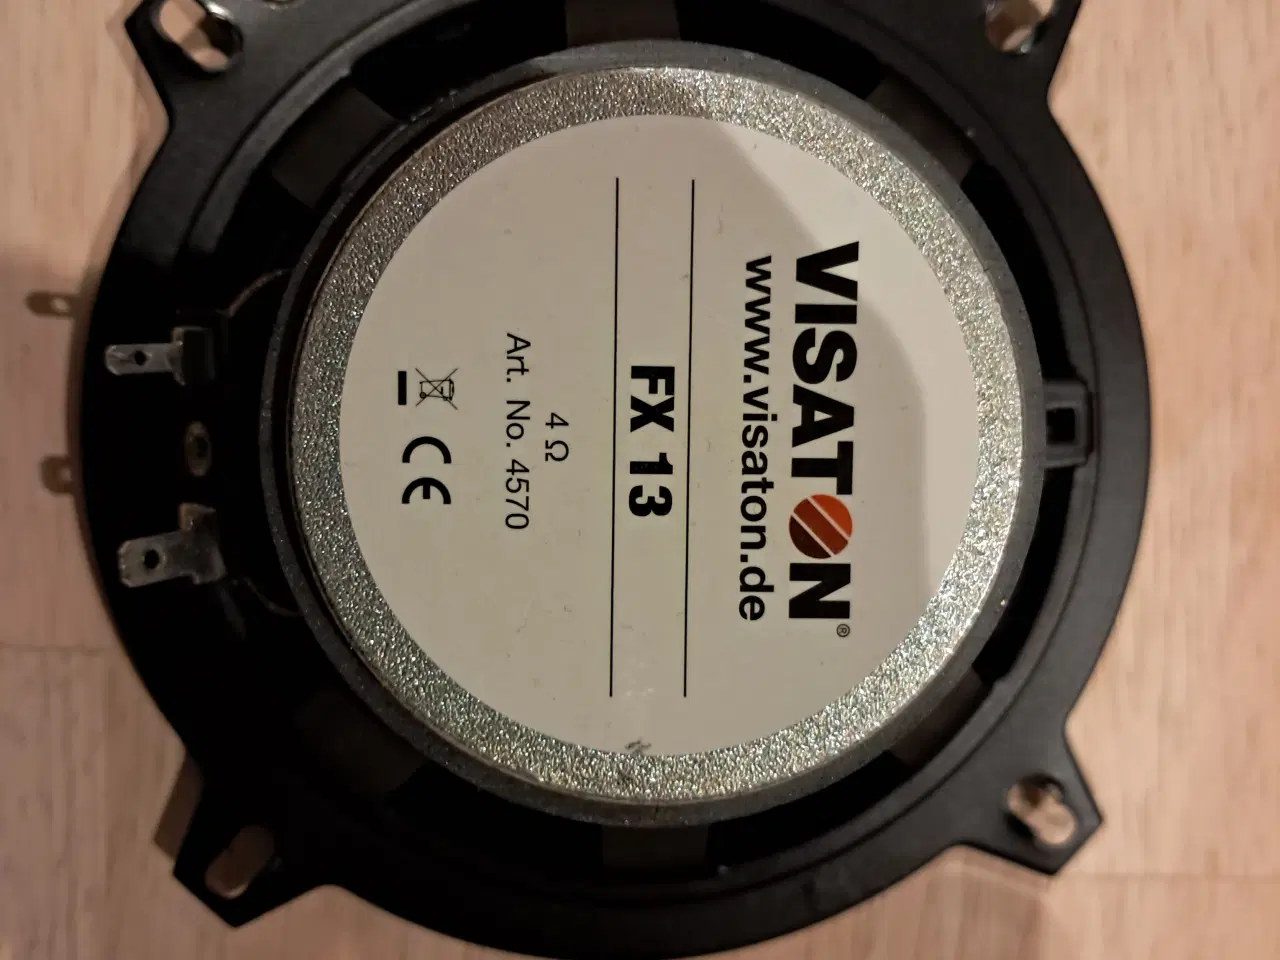 VISATON®
www.visaton.de
FX 13
4 Ω
Art. No. 4570
CE